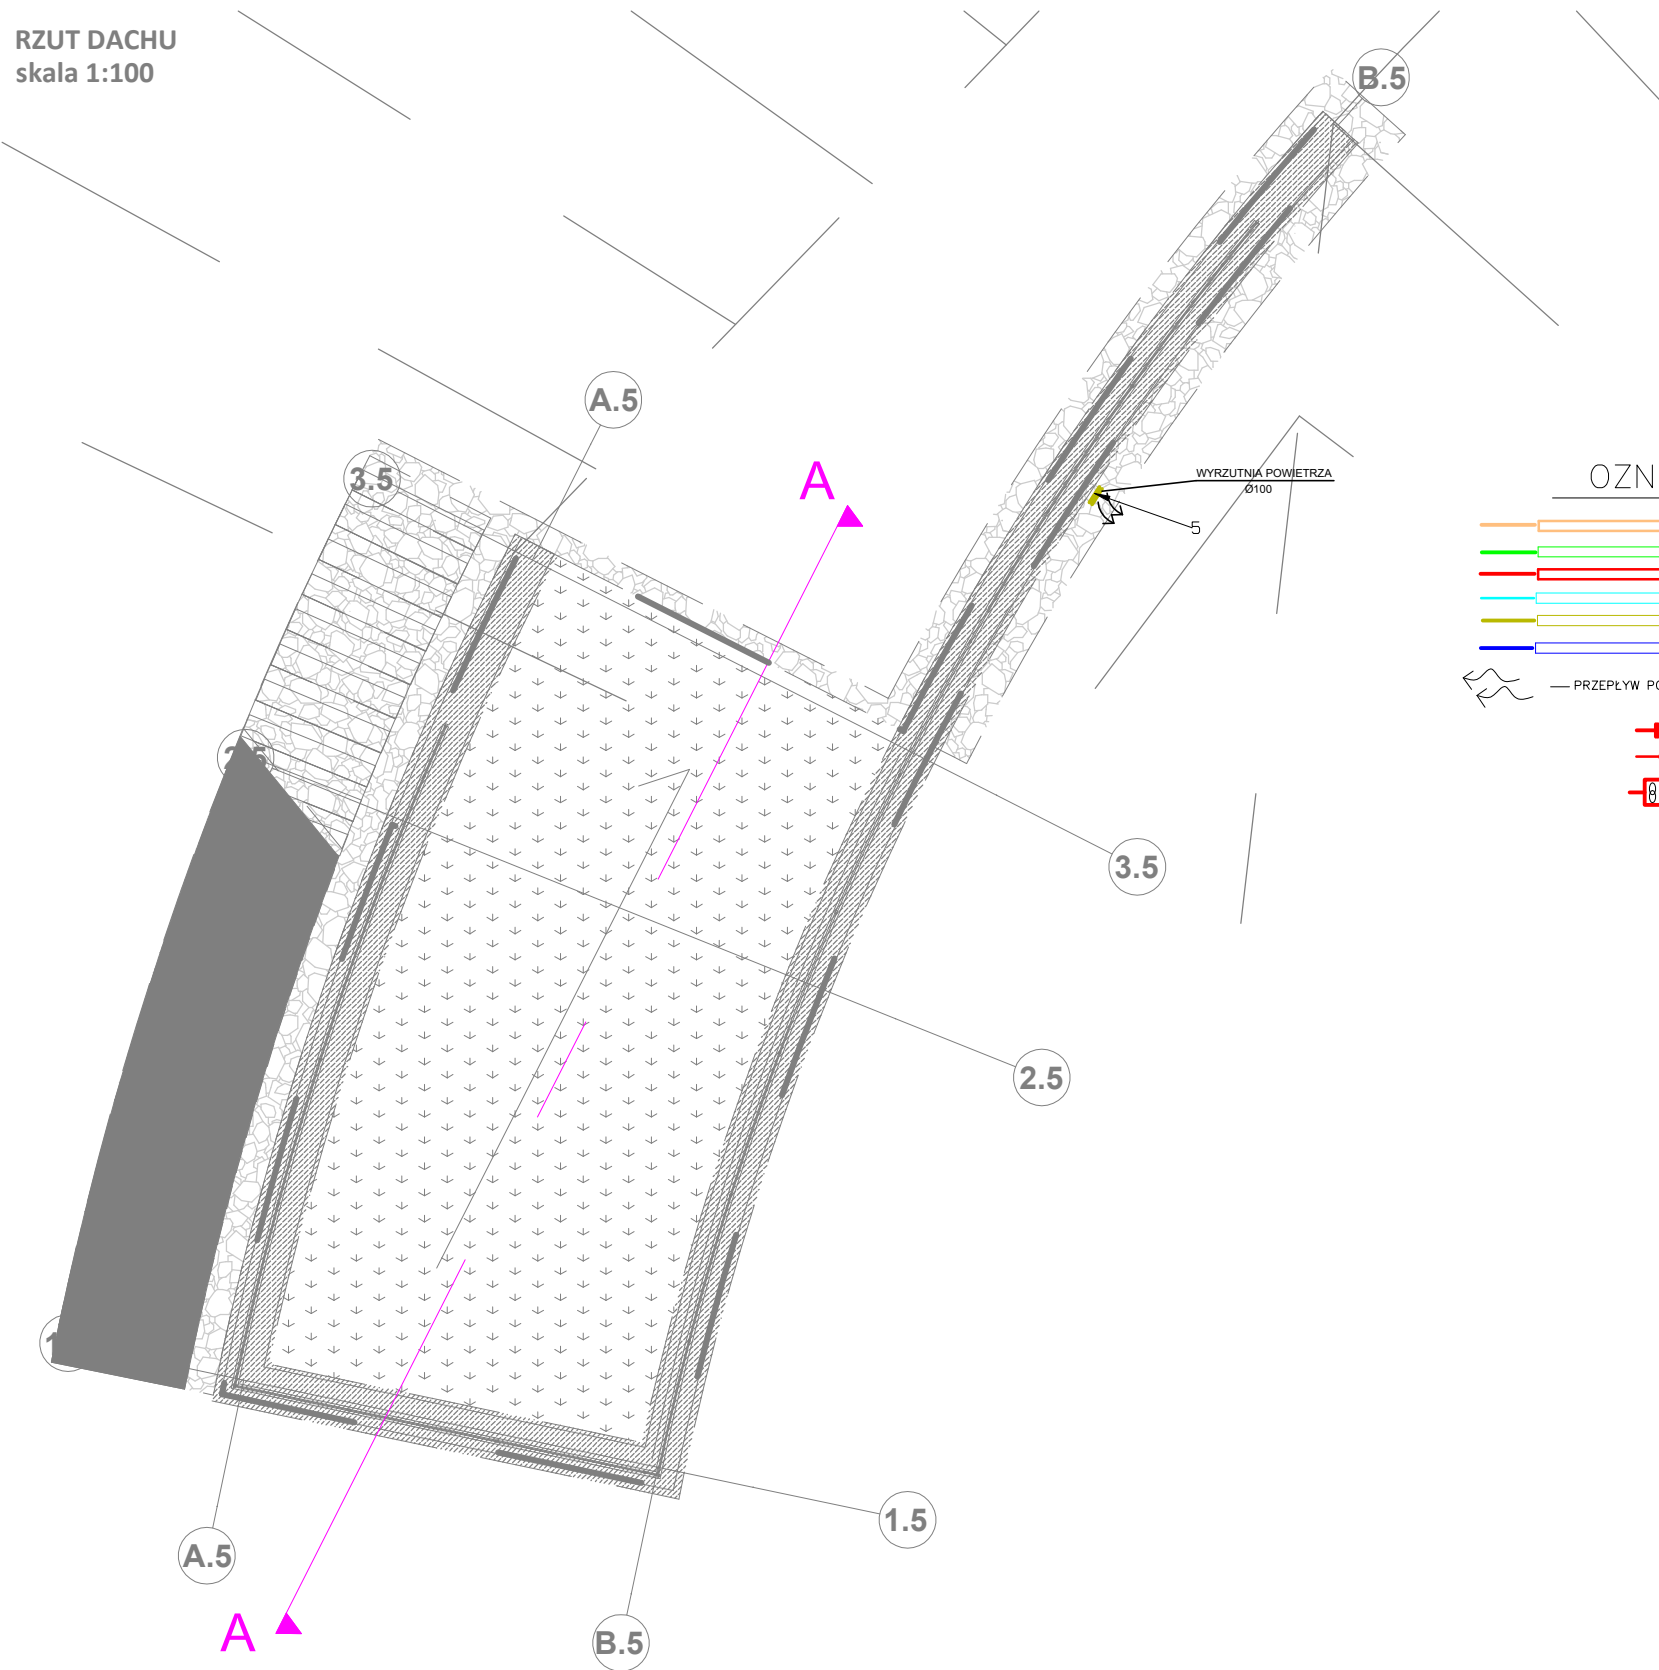 RZUT DACHU
skala 1:100
B.5
A.5
3.5
A
WYRZUTNIA POWIETRZA
Ø100
5
OZN
— PRZEPŁYW PO
3.5
2.5
1.5
A.5
A
B.5